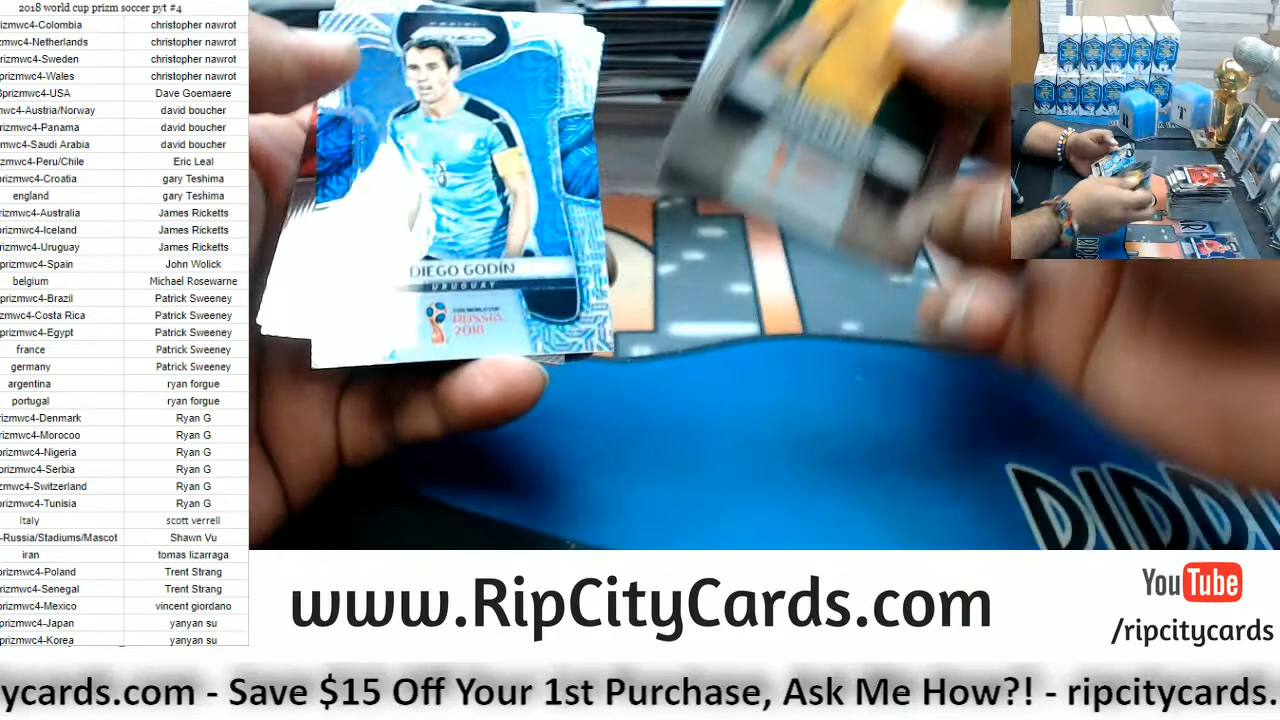 2018 world cup prizm soccer pyt #4
rizmwc4-Colombia christopher nawrot
prizmwc4-Netherlands christopher nawrot
prizmwc4-Sweden christopher nawrot
prizmwc4-Wales christopher nawrot
prizmwc4-USA Dave Goemaere
prizmwc4-Austria/Norway david boucher
prizmwc4-Panama david boucher
prizmwc4-Saudi Arabia david boucher
prizmwc4-Peru/Chile Eric Leal
prizmwc4-Croatia gary Teshima
england gary Teshima
prizmwc4-Australia James Ricketts
prizmwc4-Iceland James Ricketts
prizmwc4-Uruguay James Ricketts
prizmwc4-Spain John Wolick
belgium Michael Rosewarne
prizmwc4-Brazil Patrick Sweeney
zmwc4-Costa Rica Patrick Sweeney
prizmwc4-Egypt Patrick Sweeney
france Patrick Sweeney
germany Patrick Sweeney
argentina ryan forgue
portugal ryan forgue
rizmwc4-Denmark Ryan G
rizmwc4-Morocoo Ryan G
prizmwc4-Nigeria Ryan G
prizmwc4-Serbia Ryan G
rizmwc4-Switzerland Ryan G
prizmwc4-Tunisia Ryan G
italy scott verrell
-Russia/Stadiums/Mascot Shawn Vu
iran tomas lizarraga
prizmwc4-Poland Trent Strang
prizmwc4-Senegal Trent Strang
prizmwc4-Mexico vincent giordano
prizmwc4-Japan yanyan su
prizmwc4-Korea yanyan su
PRIZM
DIEGO GODÍN
URUGUAY
FIFA WORLD CUP
RUSSIA
2018
www.RipCityCards.com
YouTube
/ripcitycards
ycards.com - Save $15 Off Your 1st Purchase, Ask Me How?! - ripcitycards.